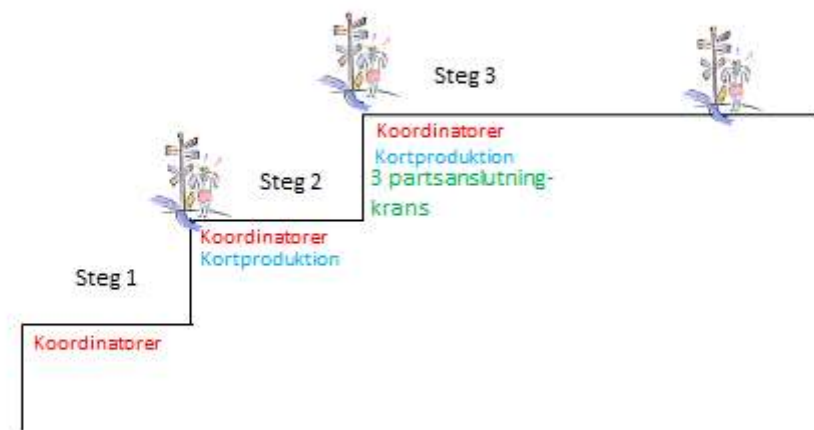 Steg 3
Koordinatorer
Kortproduktion
3 partsanslutning-
krans
Steg 2
Koordinatorer
Kortproduktion
Steg 1
Koordinatorer